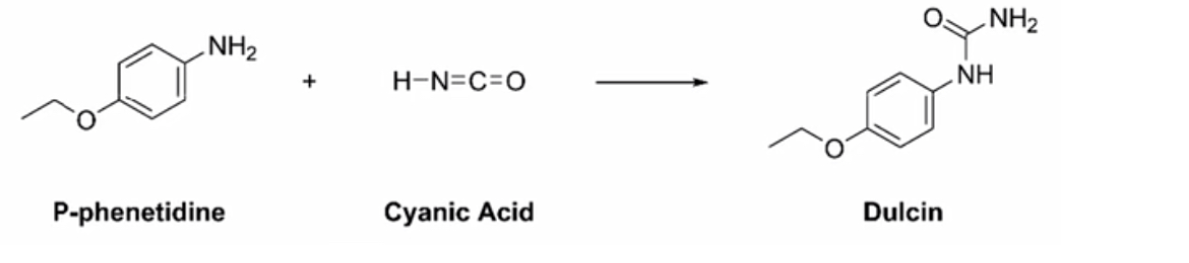 NH2
O
+
H-N=C=O
O
NH2
NH
O
P-phenetidine
Cyanic Acid
Dulcin